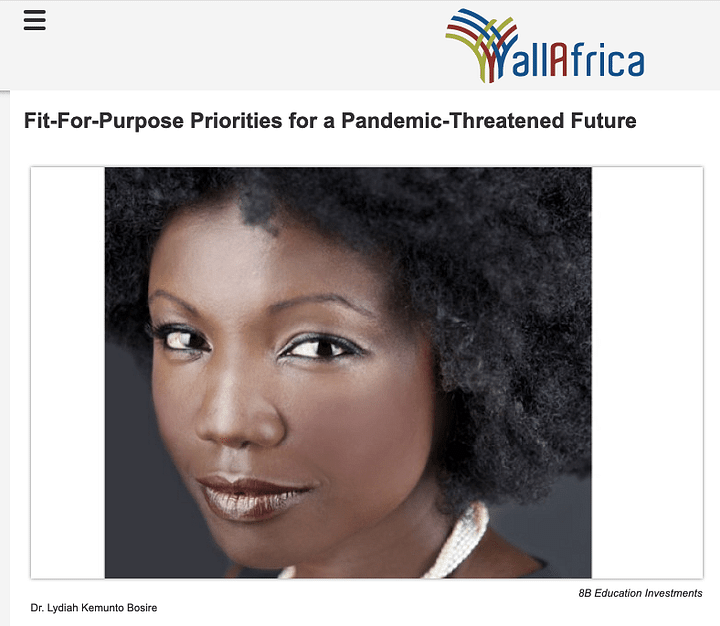 allAfrica
Fit-For-Purpose Priorities for a Pandemic-Threatened Future
8B Education Investments
Dr. Lydiah Kemunto Bosire